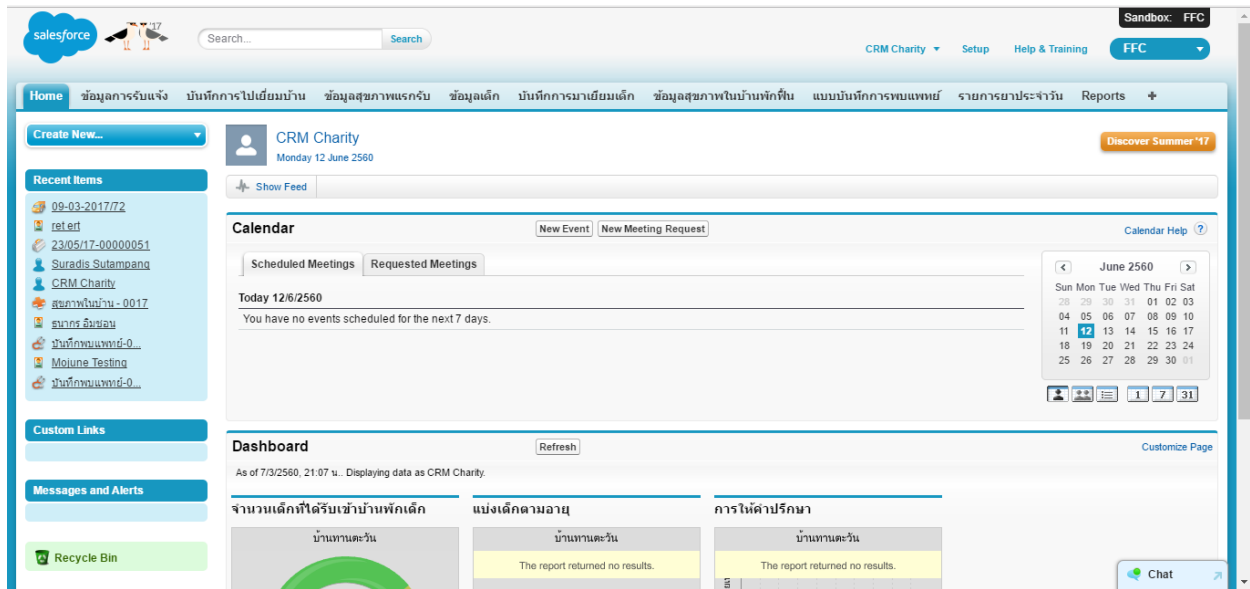 Sandbox: FFC
salesforce
'17
Search...
Search
CRM Charity
Setup
Help & Training
FFC
Home
ข้อมูลการรับแจ้ง
บันทึกการไปเยี่ยมบ้าน
ข้อมูลสุขภาพแรกรับ
ข้อมูลเด็ก
บันทึกการมาเยี่ยมเด็ก
ข้อมูลสุขภาพในบ้านพักฟื้น
แบบบันทึกการพบแพทย์
รายการยาประจำวัน
Reports
+
Create New...
CRM Charity
Monday 12 June 2560
Discover Summer '17
Show Feed
Recent Items
09-03-2017/72
ret ert
23/05/17-00000051
Suradis Sutampang
CRM Charity
สุขภาพในบ้าน - 0017
ธนากร อิ่มชอน
บันทึกพบแพทย์-0...
Mojune Testing
บันทึกพบแพทย์-0...
Custom Links
Messages and Alerts
Recycle Bin
Calendar
New Event
New Meeting Request
Calendar Help ?
Scheduled Meetings
Requested Meetings
Today 12/6/2560
You have no events scheduled for the next 7 days.
June 2560
Sun Mon Tue Wed Thu Fri Sat
28 29 30 31 01 02 03
04 05 06 07 08 09 10
11 12 13 14 15 16 17
18 19 20 21 22 23 24
25 26 27 28 29 30 01
1 7 31
Dashboard
Refresh
Customize Page
As of 7/3/2560, 21:07 น.. Displaying data as CRM Charity.
จำนวนเด็กที่ได้รับเข้าบ้านพักเด็ก
บ้านทานตะวัน
แบ่งเด็กตามอายุ
บ้านทานตะวัน
The report returned no results.
การให้คำปรึกษา
บ้านทานตะวัน
The report returned no results.
Chat